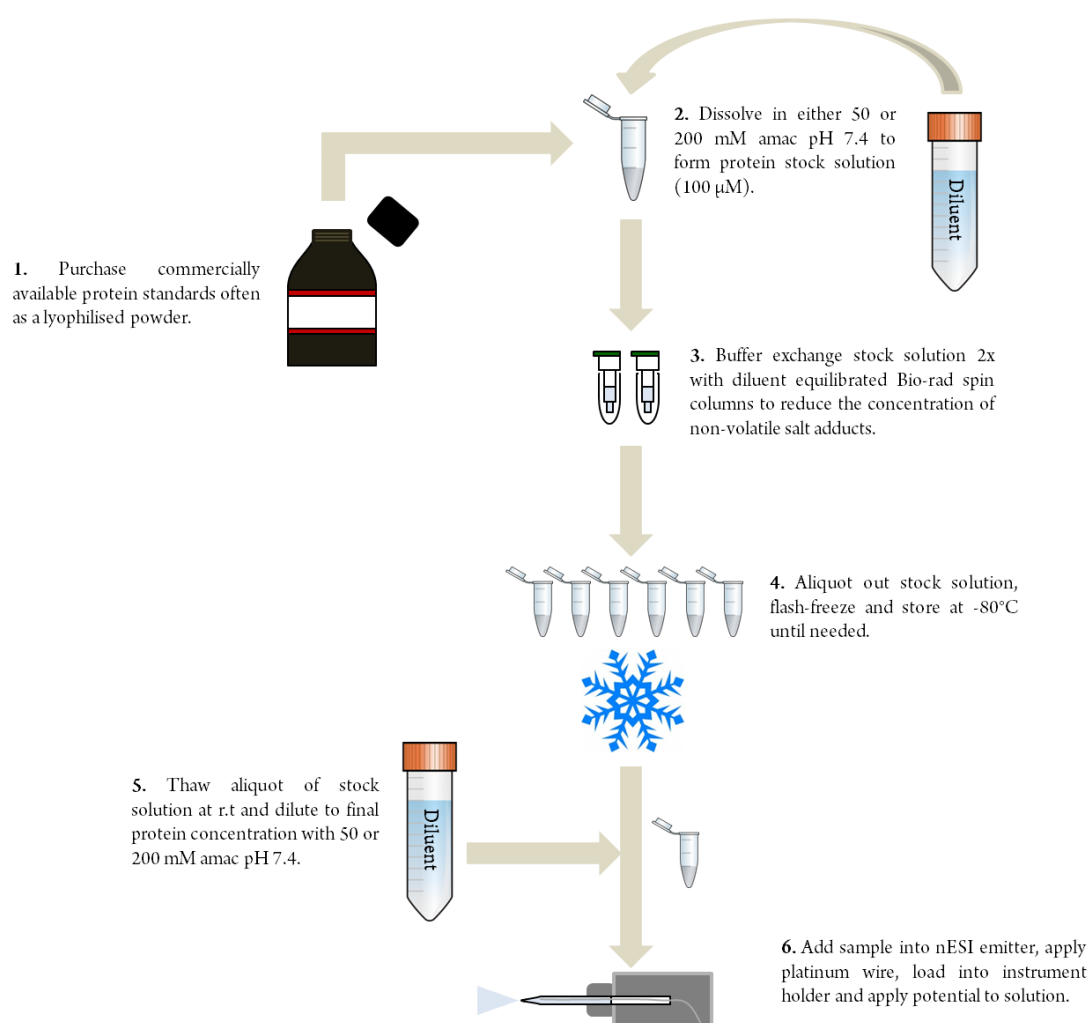 2. Dissolve in either 50 or
200 mM amac pH 7.4 to
form protein stock solution
(100 μM).
Diluent
1. Purchase commercially
available protein standards often
as a lyophilised powder.
3. Buffer exchange stock solution 2x
with diluent equilibrated Bio-rad spin
columns to reduce the concentration of
non-volatile salt adducts.
4. Aliquot out stock solution,
flash-freeze and store at -80°C
until needed.
5. Thaw aliquot of stock
solution at r.t and dilute to final
protein concentration with 50 or
200 mM amac pH 7.4.
Diluent
6. Add sample into nESI emitter, apply
platinum wire, load into instrument
holder and apply potential to solution.